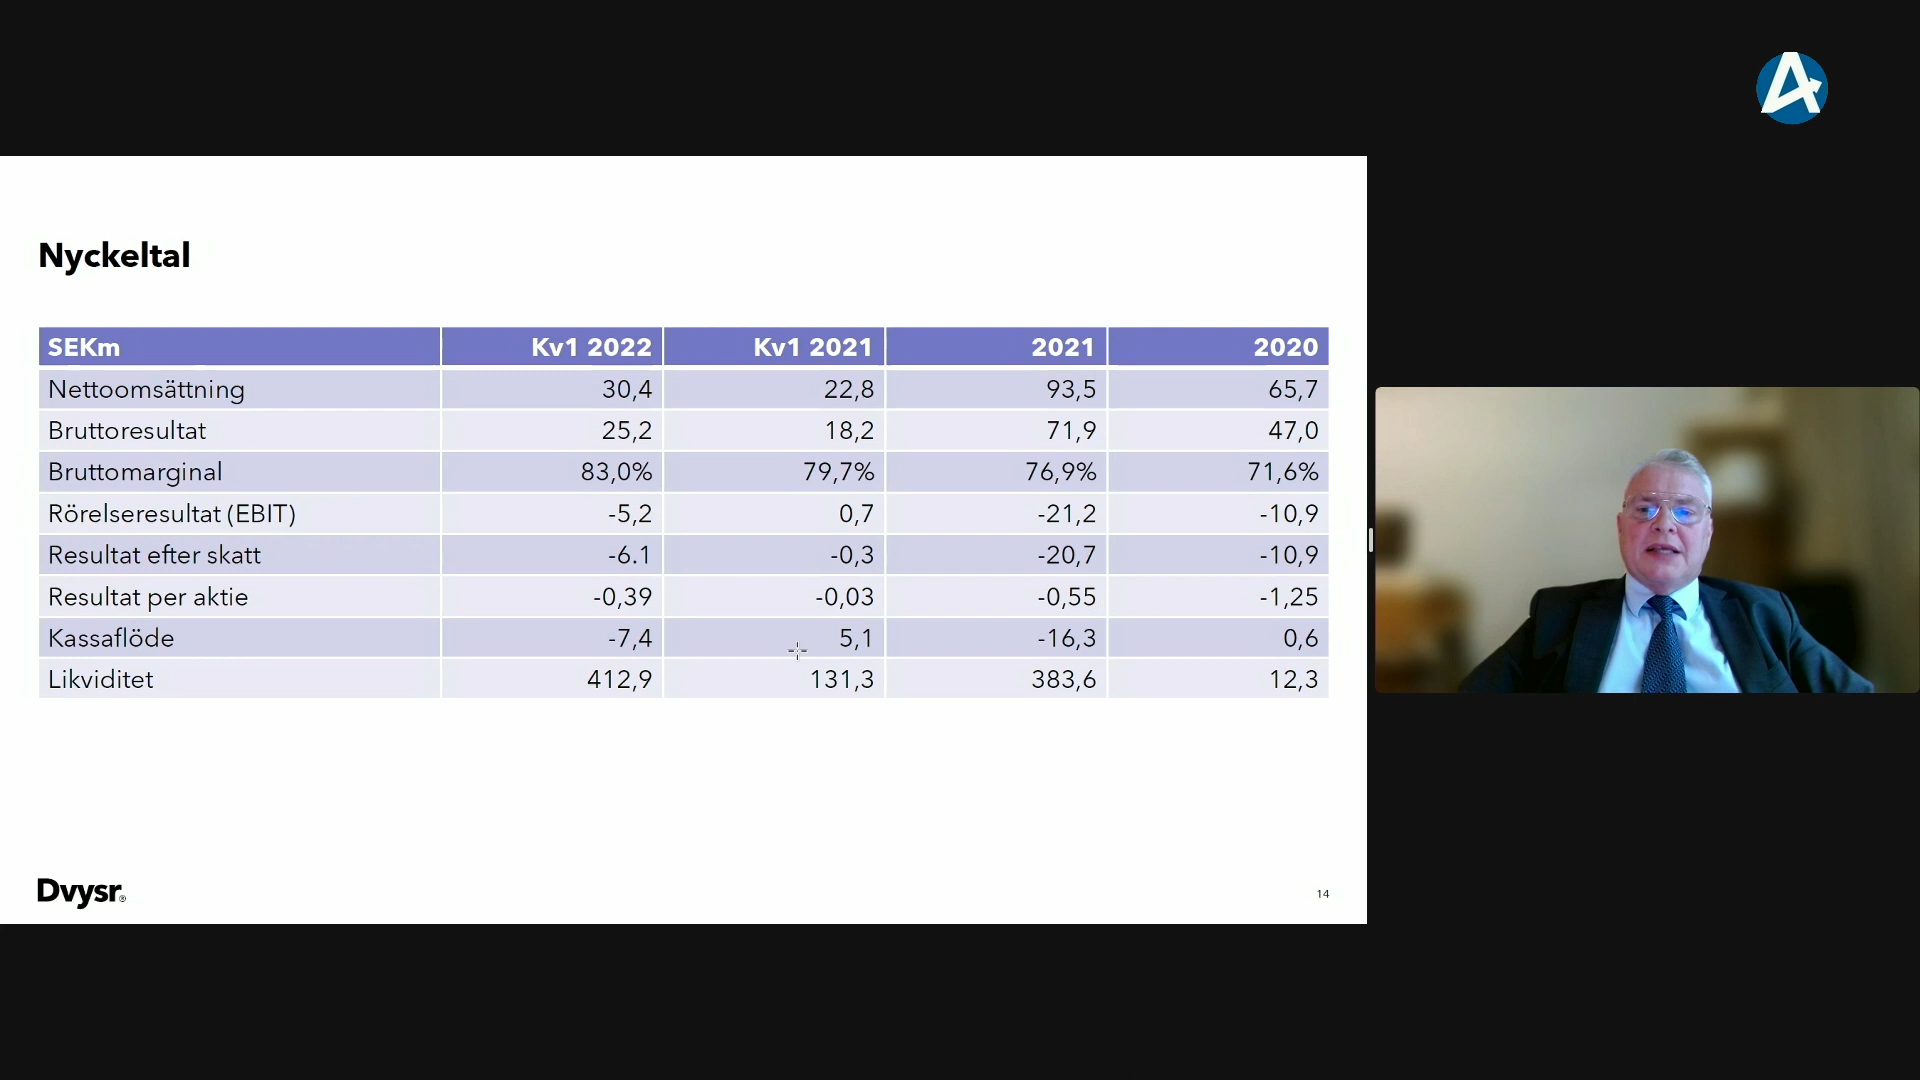 Nyckeltal
SEKm Kv1 2022 Kv1 2021 2021 2020
Nettoomsättning 30,4 22,8 93,5 65,7
Bruttoresultat 25,2 18,2 71,9 47,0
Bruttomarginal 83,0% 79,7% 76,9% 71,6%
Rörelseresultat (EBIT) -5,2 0,7 -21,2 -10,9
Resultat efter skatt -6.1 -0,3 -20,7 -10,9
Resultat per aktie -0,39 -0,03 -0,55 -1,25
Kassaflöde -7,4 5,1 -16,3 0,6
Likviditet 412,9 131,3 383,6 12,3
Dvysr®
14